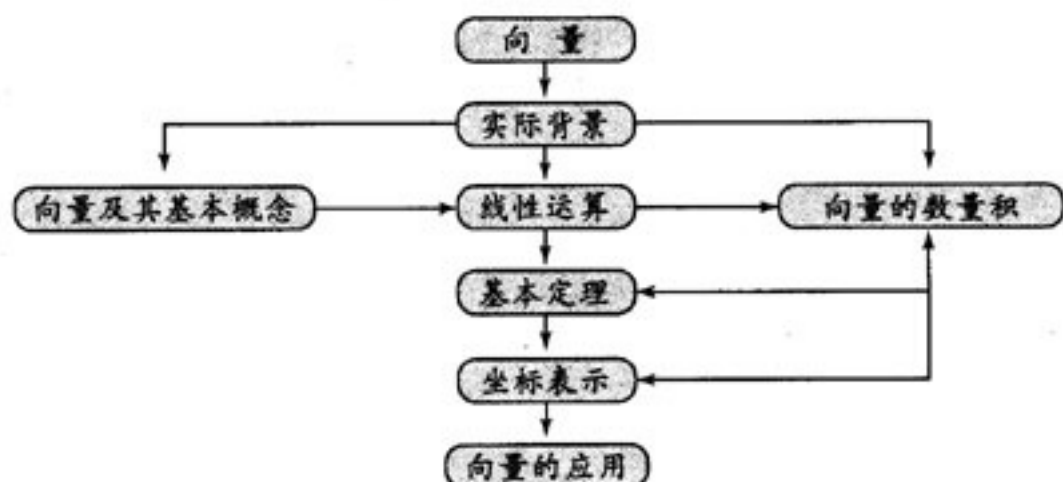 向量
实际背景
向量及其基本概念
线性运算
向量的数量积
基本定理
坐标表示
向量的应用